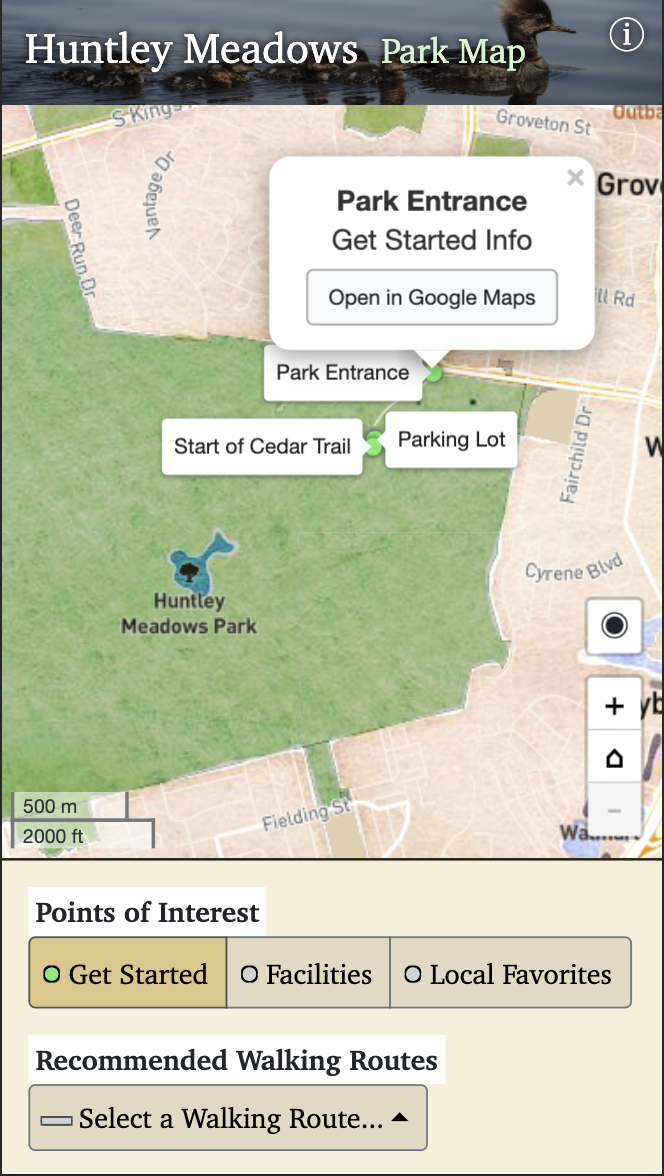 Huntley Meadows Park Map
S Kings
Groveton St
Outba
Vantage Dr
Grov
Deer Run Dr
×
Park Entrance
Get Started Info
Open in Google Maps
ill Rd
Park Entrance
Start of Cedar Trail
Parking Lot
Fairchild Dr
W
Cyrene Blvd
Huntley
Meadows Park
+
yb
−
500 m
2000 ft
Fielding St
Walmart
Points of Interest
Get Started
Facilities
Local Favorites
Recommended Walking Routes
Select a Walking Route...